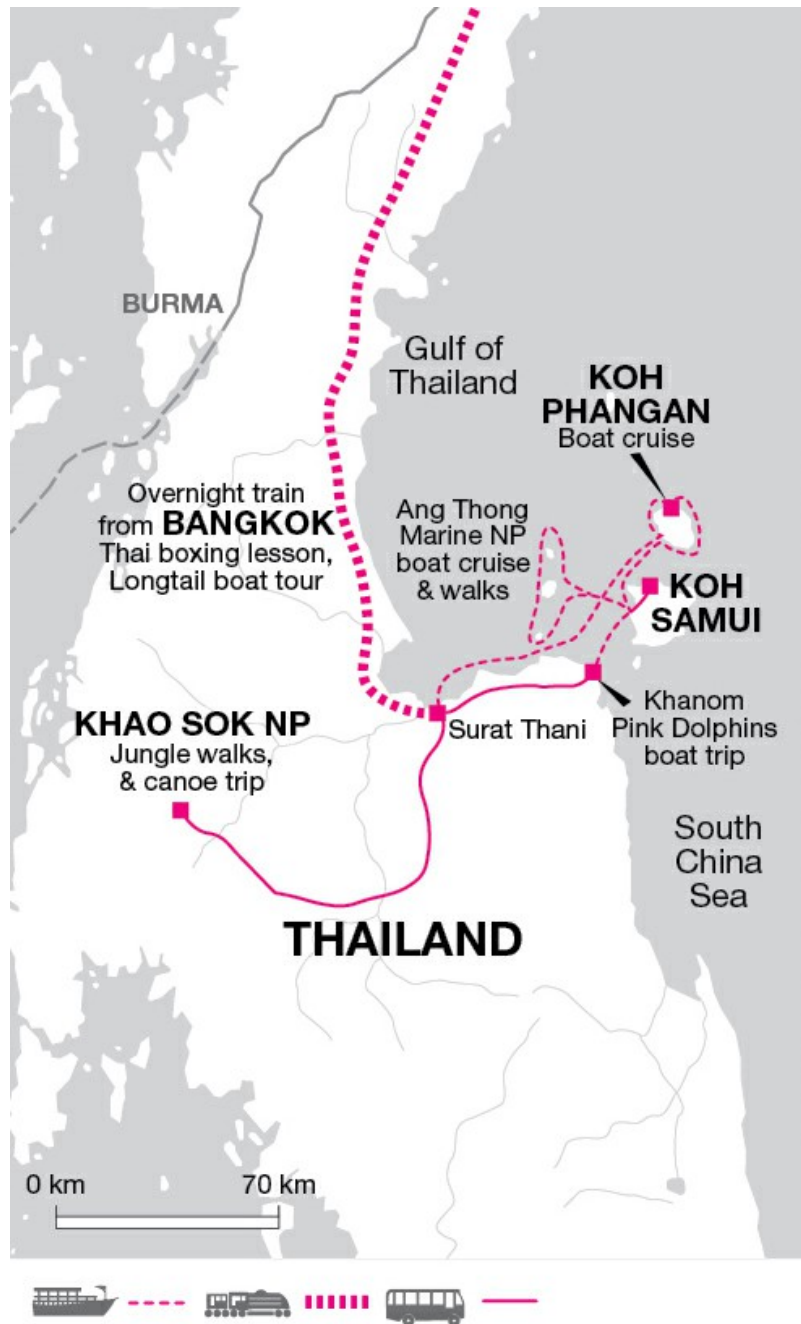 BURMA
Gulf of
Thailand
KOH
PHANGAN
Boat cruise
Overnight train
from BANGKOK
Thai boxing lesson,
Longtail boat tour
Ang Thong
Marine NP
boat cruise
& walks
KOH
SAMUI
KHAO SOK NP
Jungle walks,
& canoe trip
Surat Thani
Khanom
Pink Dolphins
boat trip
South
China
Sea
THAILAND
0 km 70 km